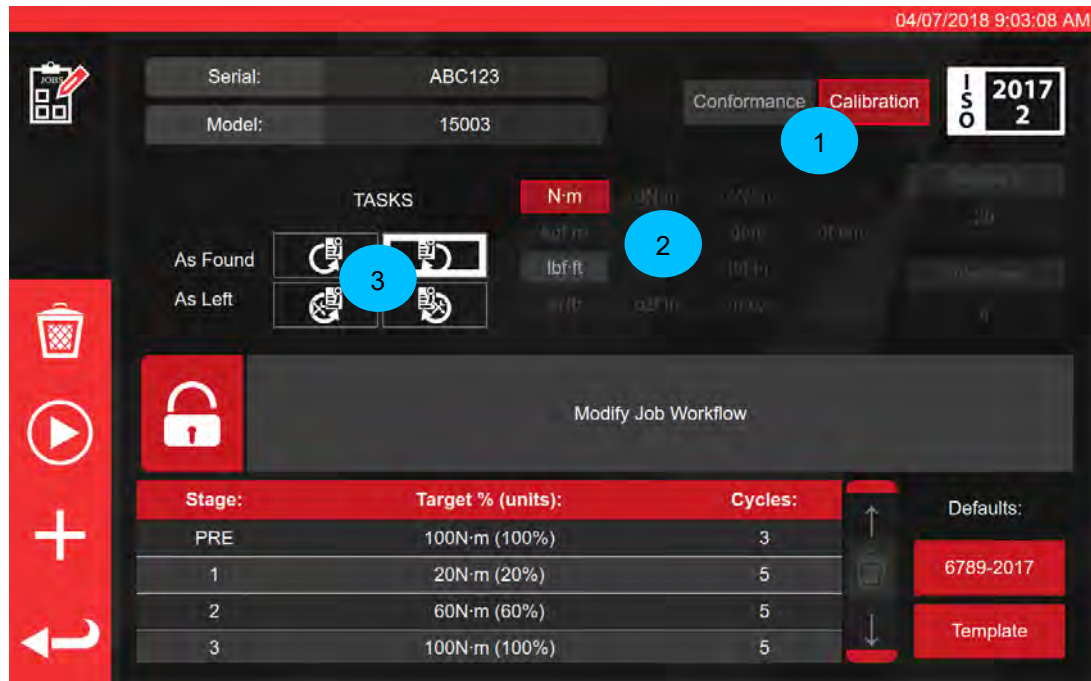 04/07/2018 9:03:08 AM
JOBS
Serial: ABC123
Model: 15003
Conformance Calibration
1
ISO 2017 2
TASKS
N·m
2
lbf·ft
As Found
3
As Left
Modify Job Workflow
Stage: Target % (units): Cycles:
PRE 100N·m (100%) 3
1 20N·m (20%) 5
2 60N·m (60%) 5
3 100N·m (100%) 5
Defaults:
6789-2017
Template